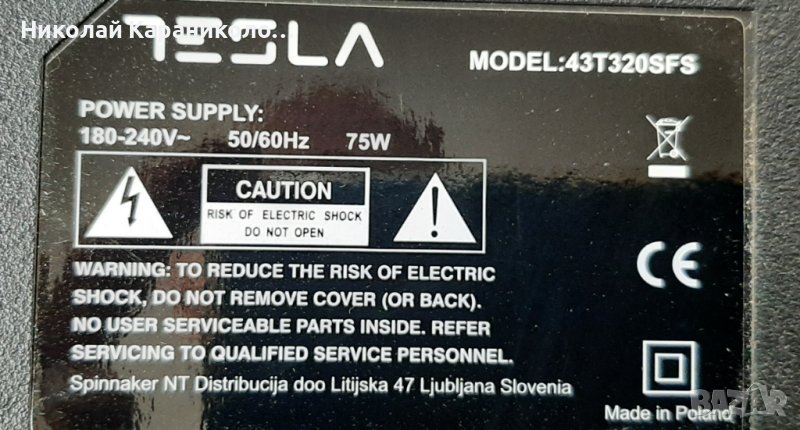 Николай Караниколо..
TESLA
MODEL:43T320SFS
POWER SUPPLY:
180-240V~ 50/60Hz 75W
CAUTION
RISK OF ELECTRIC SHOCK
DO NOT OPEN
WARNING: TO REDUCE THE RISK OF ELECTRIC
SHOCK, DO NOT REMOVE COVER (OR BACK).
NO USER SERVICEABLE PARTS INSIDE. REFER
SERVICING TO QUALIFIED SERVICE PERSONNEL.
Spinnaker NT Distribucija doo Litijska 47 Ljubljana Slovenia
CE
Made in Poland
BAZAR